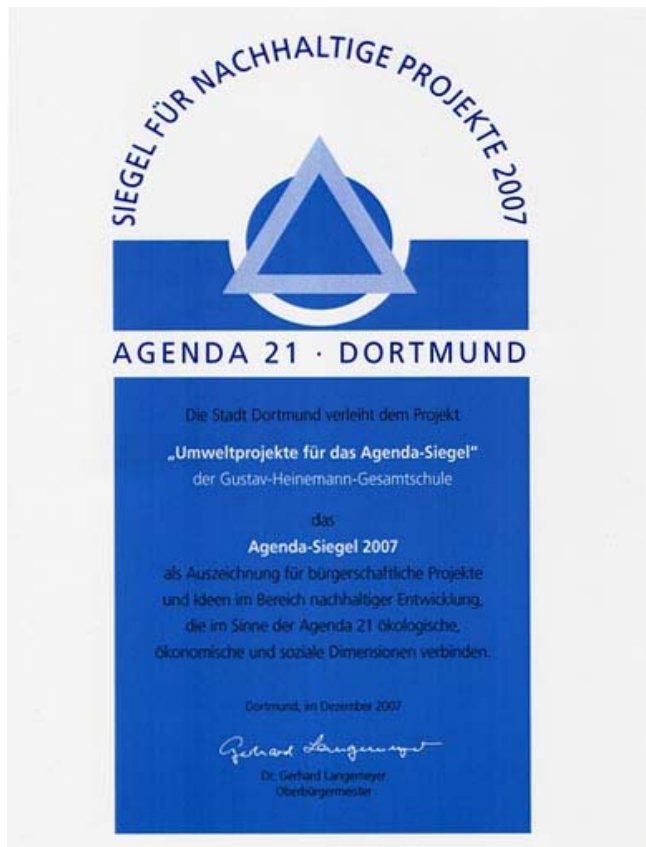 SIEGEL FÜR NACHHALTIGE PROJEKTE 2007
AGENDA 21 · DORTMUND
Die Stadt Dortmund verleiht dem Projekt
„Umweltprojekte für das Agenda-Siegel“
der Gustav-Heinemann-Gesamtschule
das
Agenda-Siegel 2007
als Auszeichnung für bürgerschaftliche Projekte
und Ideen im Bereich nachhaltiger Entwicklung,
die im Sinne der Agenda 21 ökologische,
ökonomische und soziale Dimensionen verbinden.
Dortmund, im Dezember 2007
Gerhard Langemeyer
Dr. Gerhard Langemeyer
Oberbürgermeister